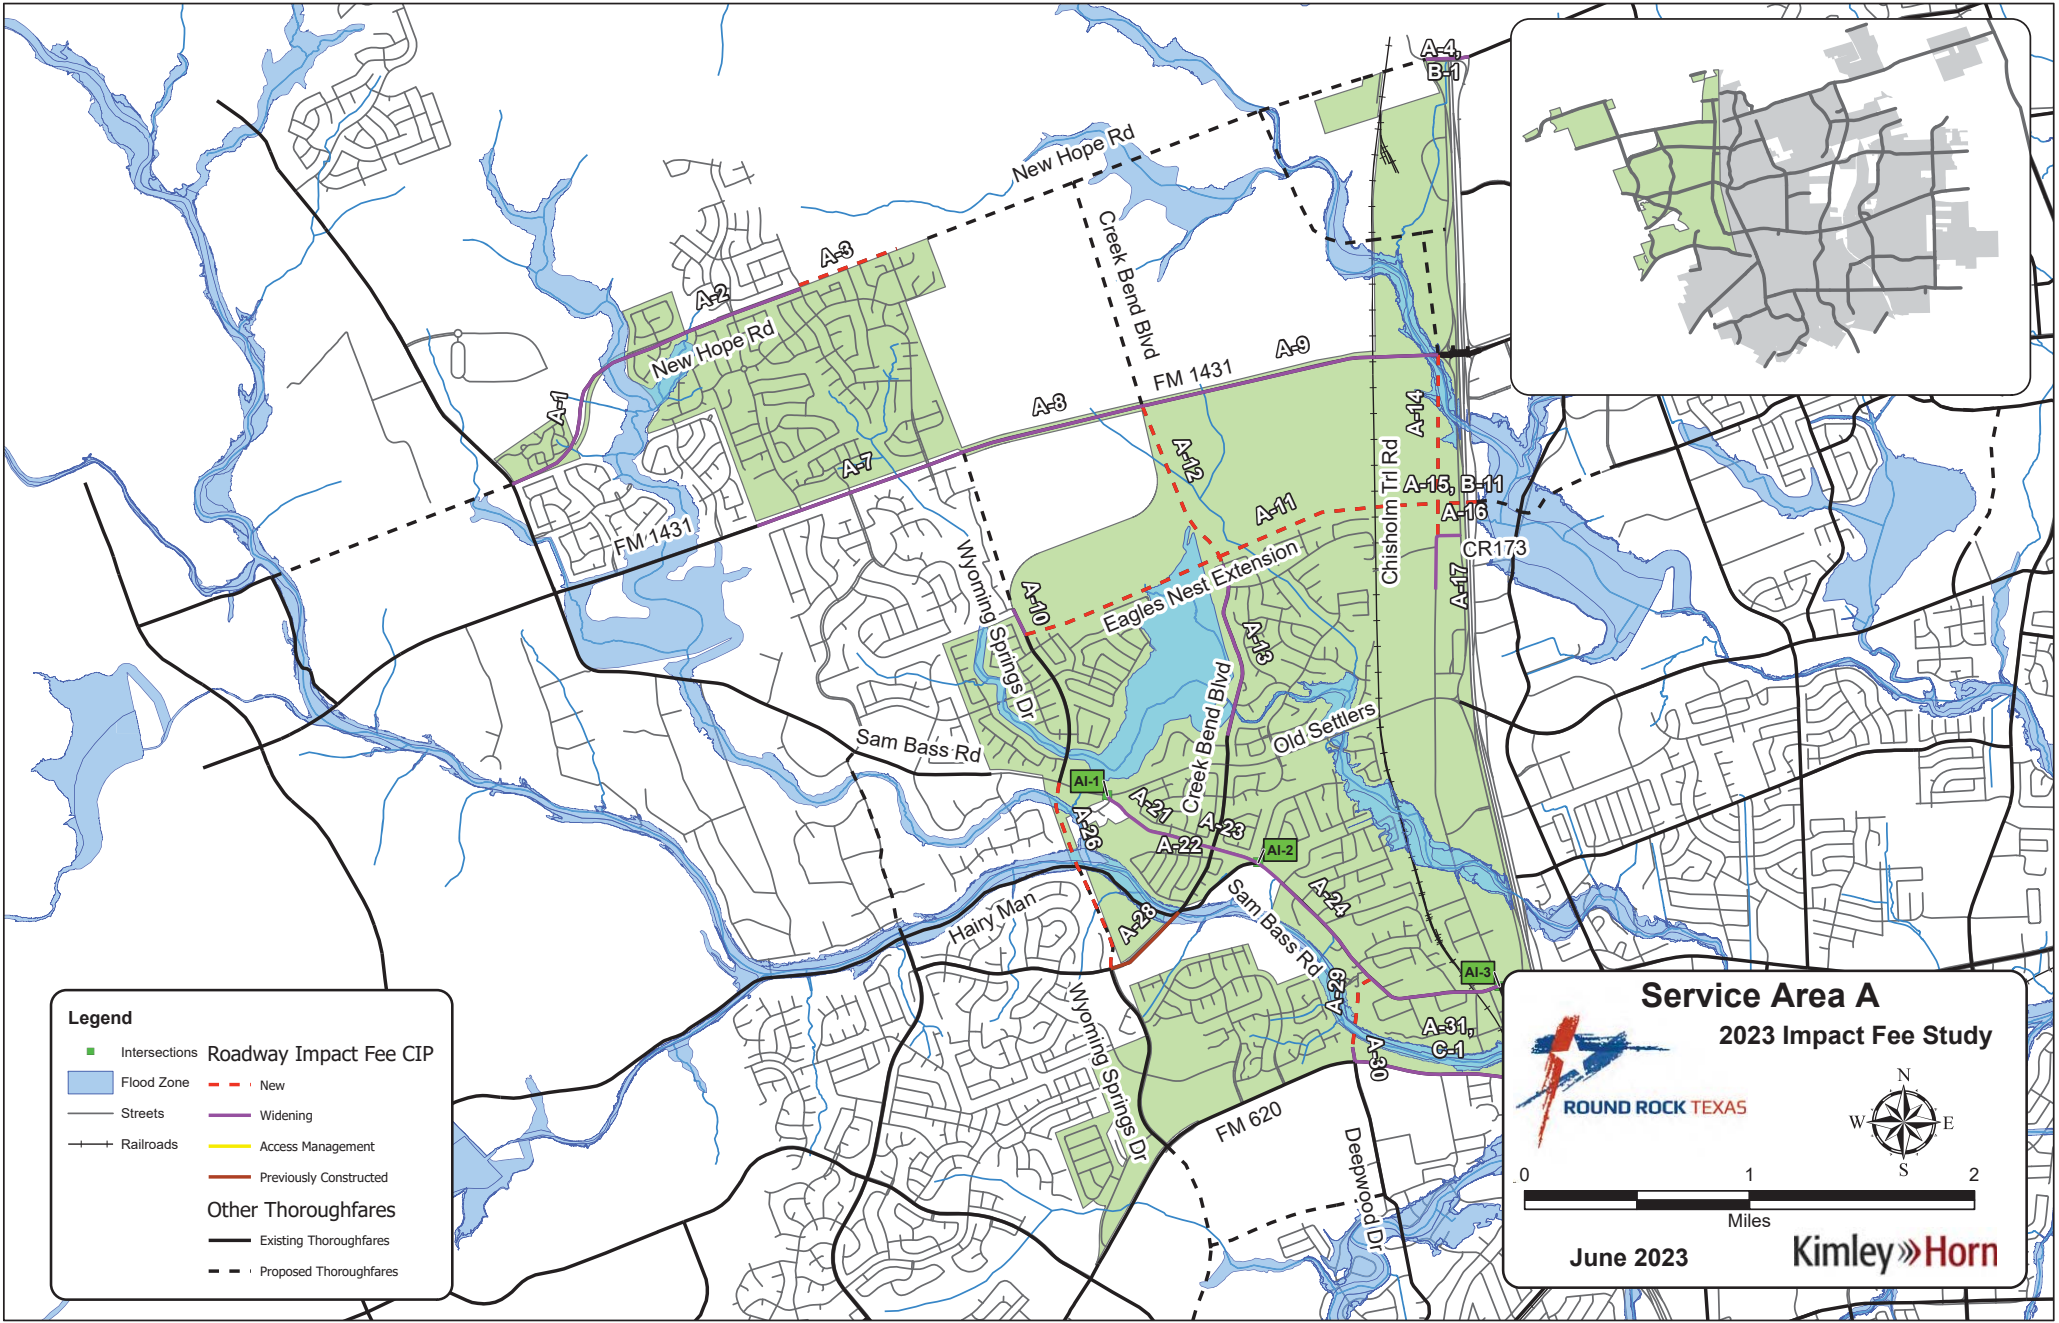 A-4,
B-1
New Hope Rd
A-3
A-2
New Hope Rd
Creek Bend Blvd
A-1
A-9
FM 1431
A-8
A-7
FM 1431
A-12
A-14
Chisholm Trl Rd
A-15, B-11
A-16
A-11
CR173
A-17
Eagles Nest Extension
A-10
Wyoming Springs Dr
A-13
Creek Bend Blvd
Old Settlers
Sam Bass Rd
AI-1
A-21
A-23
A-22
AI-2
A-26
A-24
Sam Bass Rd
Hairy Man
A-28
A-29
AI-3
A-31,
C-1
A-30
Wyoming Springs Dr
FM 620
Deepwood Dr
Legend
Intersections
Flood Zone
Streets
Railroads
Roadway Impact Fee CIP
New
Widening
Access Management
Previously Constructed
Other Thoroughfares
Existing Thoroughfares
Proposed Thoroughfares
Service Area A
2023 Impact Fee Study
ROUND ROCK TEXAS
N
W E
S
0 1 2
Miles
June 2023
Kimley»Horn